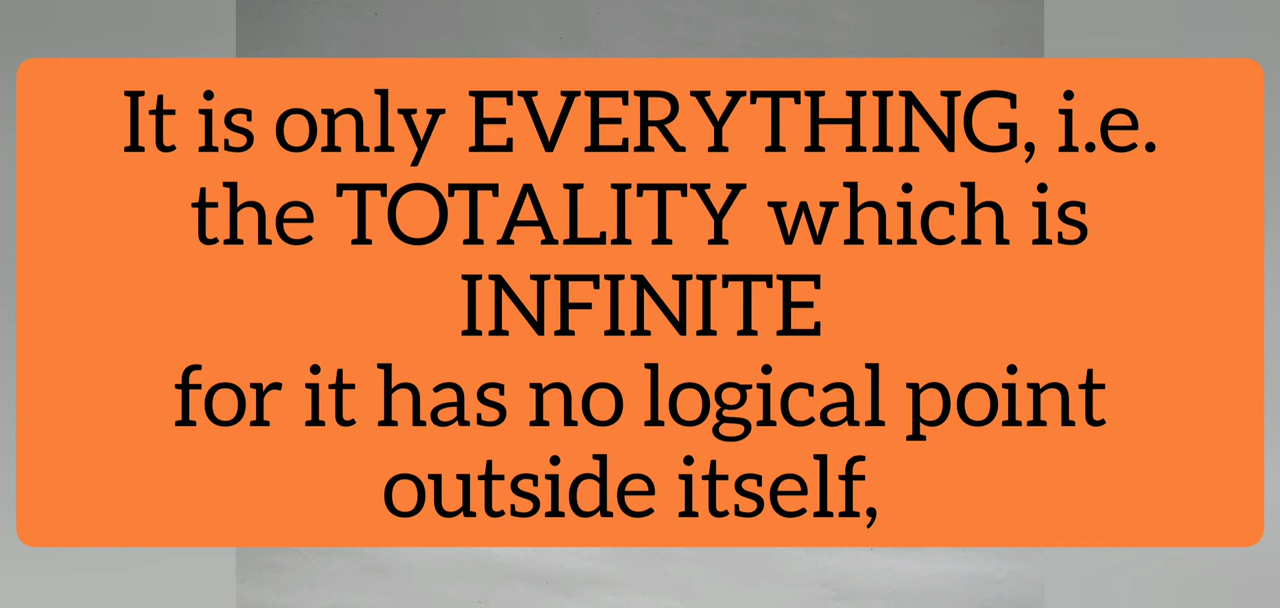 It is only EVERYTHING, i.e.
the TOTALITY which is
INFINITE
for it has no logical point
outside itself,